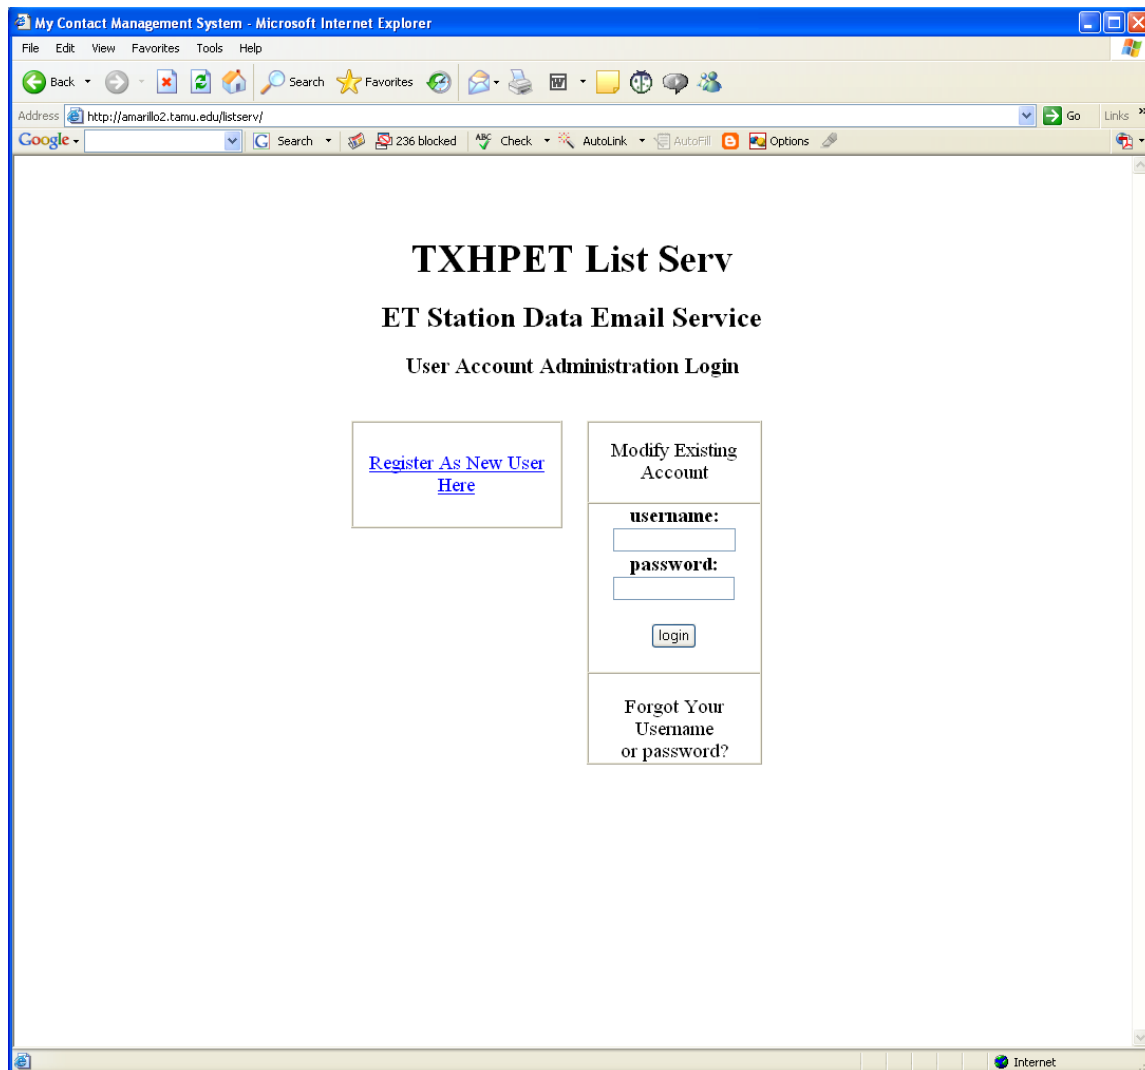 My Contact Management System - Microsoft Internet Explorer
File Edit View Favorites Tools Help
Back Search Favorites
Address http://amarillo2.tamu.edu/listserv/ Go Links »
Google G Search 236 blocked ABC Check AutoLink AutoFill Options
TXHPET List Serv
ET Station Data Email Service
User Account Administration Login
Register As New User
Here
Modify Existing
Account
username:
password:
login
Forgot Your
Username
or password?
Internet